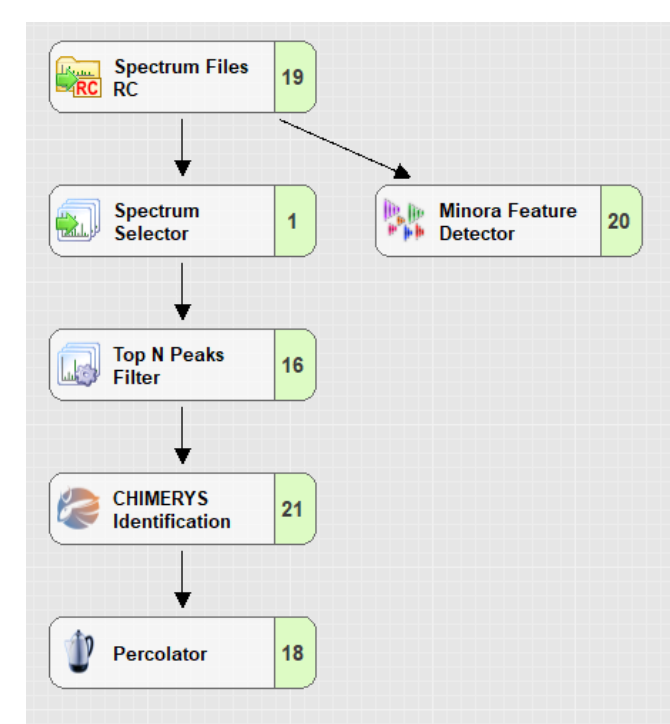 Spectrum Files
RC
RC
19
Spectrum
Selector
1
Minora Feature
Detector
20
Top N Peaks
Filter
16
CHIMERYS
Identification
21
Percolator
18